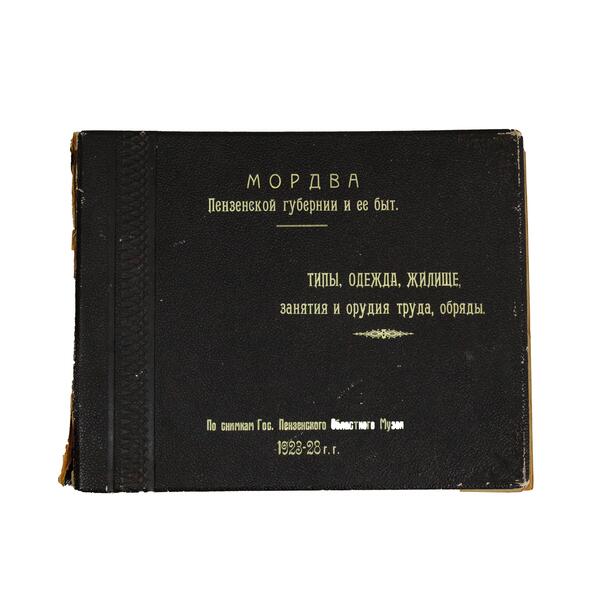 МОРДВА
Пензенской губернии и ее быт.
ТИПЫ, ОДЕЖДА, ЖИЛИЩЕ,
занятия и орудия труда, обряды.
По снимкам Гос. Пензенского Областного Музея
1923-28 г.г.